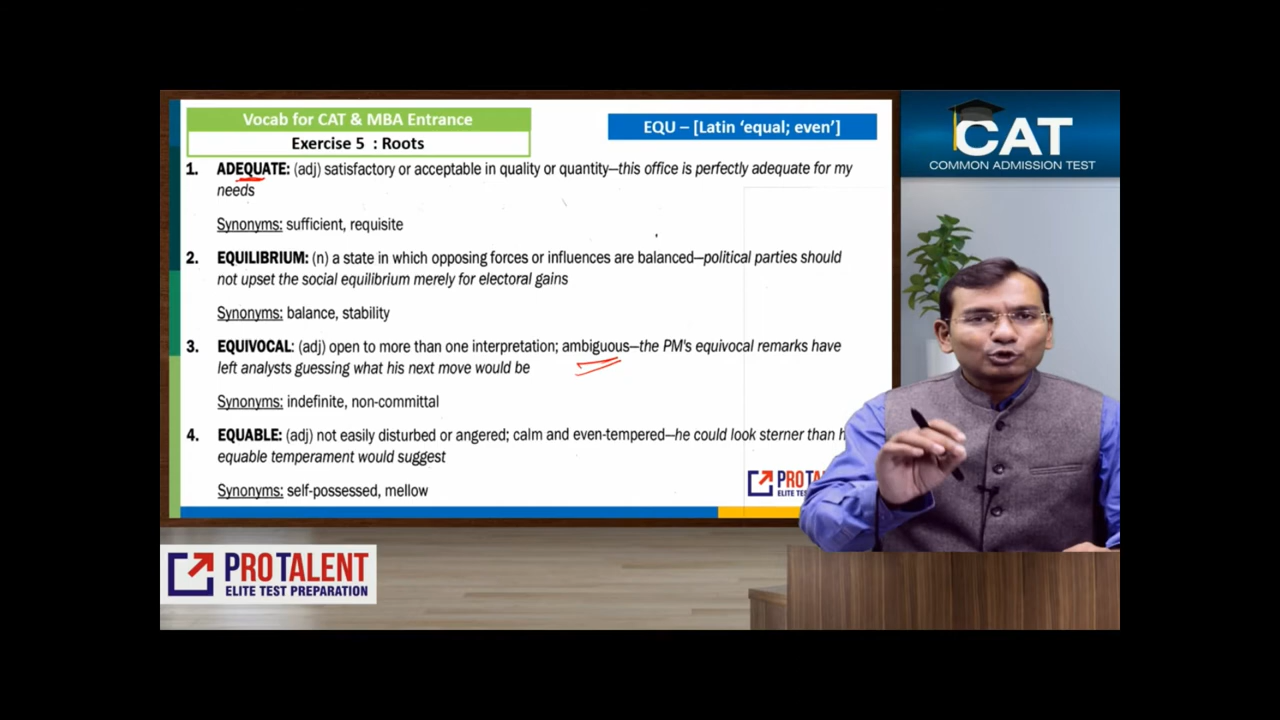 Vocab for CAT & MBA Entrance
Exercise 5 : Roots
EQU – [Latin ‘equal; even’]
CAT
COMMON ADMISSION TEST
1. ADEQUATE: (adj) satisfactory or acceptable in quality or quantity—this office is perfectly adequate for my
needs
Synonyms: sufficient, requisite
2. EQUILIBRIUM: (n) a state in which opposing forces or influences are balanced—political parties should
not upset the social equilibrium merely for electoral gains
Synonyms: balance, stability
3. EQUIVOCAL: (adj) open to more than one interpretation; ambiguous—the PM's equivocal remarks have
left analysts guessing what his next move would be
Synonyms: indefinite, non-committal
4. EQUABLE: (adj) not easily disturbed or angered; calm and even-tempered—he could look sterner than
equable temperament would suggest
Synonyms: self-possessed, mellow
PRO
ELITE TEST
PRO TALENT
ELITE TEST PREPARATION